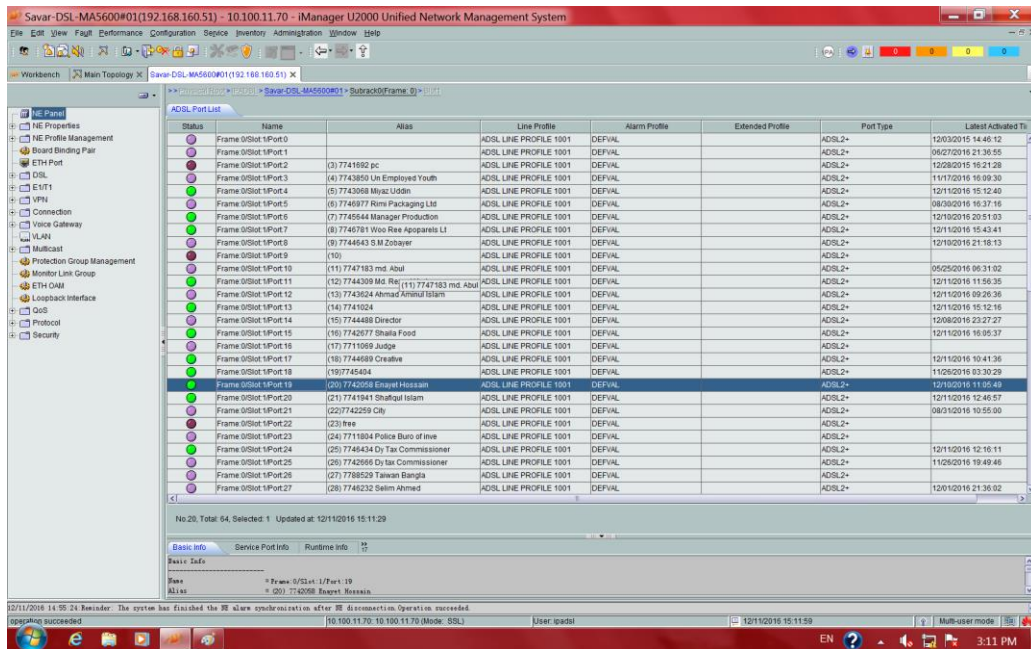 Savar-DSL-MA5600#01(192.168.160.51) - 10.100.11.70 - iManager U2000 Unified Network Management System
File Edit View Fault Performance Configuration Service Inventory Administration Window Help
0 0 0 0
Workbench Main Topology Savar-DSL-MA5600#01(192.168.160.51)
>Savar-DSL-MA5600#01>Subrack0(Frame: 0)>
NE Panel
NE Properties
NE Profile Management
Board Binding Pair
ETH Port
DSL
E1/T1
VPN
Connection
Voice Gateway
VLAN
Multicast
Protection Group Management
Monitor Link Group
ETH OAM
Loopback Interface
QoS
Protocol
Security
ADSL Port List
Status Name Alias Line Profile Alarm Profile Extended Profile Port Type Latest Activated Ti
Frame:0/Slot:1/Port:0 ADSL LINE PROFILE 1001 DEFVAL ADSL2+ 12/03/2015 14:46:12
Frame:0/Slot:1/Port:1 ADSL LINE PROFILE 1001 DEFVAL ADSL2+ 06/27/2016 21:36:55
Frame:0/Slot:1/Port:2 (3) 7741692 pc ADSL LINE PROFILE 1001 DEFVAL ADSL2+ 12/28/2015 16:21:28
Frame:0/Slot:1/Port:3 (4) 7743850 Un Employed Youth ADSL LINE PROFILE 1001 DEFVAL ADSL2+ 11/17/2016 16:09:30
Frame:0/Slot:1/Port:4 (5) 7743068 Miyaz Uddin ADSL LINE PROFILE 1001 DEFVAL ADSL2+ 12/11/2016 15:12:40
Frame:0/Slot:1/Port:5 (6) 7746977 Rimi Packaging Ltd ADSL LINE PROFILE 1001 DEFVAL ADSL2+ 08/30/2016 16:37:16
Frame:0/Slot:1/Port:6 (7) 7745644 Manager Production ADSL LINE PROFILE 1001 DEFVAL ADSL2+ 12/10/2016 20:51:03
Frame:0/Slot:1/Port:7 (8) 7746781 Woo Ree Apoparels Lt ADSL LINE PROFILE 1001 DEFVAL ADSL2+ 12/11/2016 15:43:41
Frame:0/Slot:1/Port:8 (9) 7744643 S.M Zobayer ADSL LINE PROFILE 1001 DEFVAL ADSL2+ 12/10/2016 21:18:13
Frame:0/Slot:1/Port:9 (10) ADSL LINE PROFILE 1001 DEFVAL ADSL2+
Frame:0/Slot:1/Port:10 (11) 7747183 md. Abul ADSL LINE PROFILE 1001 DEFVAL ADSL2+ 05/25/2016 06:31:02
Frame:0/Slot:1/Port:11 (12) 7744309 Md. Re (11) 7747183 md. Abul ADSL LINE PROFILE 1001 DEFVAL ADSL2+ 12/11/2016 11:56:35
Frame:0/Slot:1/Port:12 (13) 7743624 Ahmad Aminul Islam ADSL LINE PROFILE 1001 DEFVAL ADSL2+ 12/11/2016 09:26:36
Frame:0/Slot:1/Port:13 (14) 7741024 ADSL LINE PROFILE 1001 DEFVAL ADSL2+ 12/11/2016 15:12:16
Frame:0/Slot:1/Port:14 (15) 7744488 Director ADSL LINE PROFILE 1001 DEFVAL ADSL2+ 12/08/2016 23:27:27
Frame:0/Slot:1/Port:15 (16) 7742677 Shaila Food ADSL LINE PROFILE 1001 DEFVAL ADSL2+ 12/11/2016 16:05:37
Frame:0/Slot:1/Port:16 (17) 7711069 Judge ADSL LINE PROFILE 1001 DEFVAL ADSL2+
Frame:0/Slot:1/Port:17 (18) 7744689 Creative ADSL LINE PROFILE 1001 DEFVAL ADSL2+ 12/11/2016 10:41:36
Frame:0/Slot:1/Port:18 (19)7745404 ADSL LINE PROFILE 1001 DEFVAL ADSL2+ 11/26/2016 03:30:29
Frame:0/Slot:1/Port:19 (20) 7742058 Enayet Hossain ADSL LINE PROFILE 1001 DEFVAL ADSL2+ 12/10/2016 11:05:49
Frame:0/Slot:1/Port:20 (21) 7741941 Shafiqul Islam ADSL LINE PROFILE 1001 DEFVAL ADSL2+ 12/11/2016 12:46:57
Frame:0/Slot:1/Port:21 (22)7742259 City ADSL LINE PROFILE 1001 DEFVAL ADSL2+ 08/31/2016 10:55:00
Frame:0/Slot:1/Port:22 (23) free ADSL LINE PROFILE 1001 DEFVAL ADSL2+
Frame:0/Slot:1/Port:23 (24) 7711804 Police Buro of inve ADSL LINE PROFILE 1001 DEFVAL ADSL2+
Frame:0/Slot:1/Port:24 (25) 7746434 Dy Tax Commissioner ADSL LINE PROFILE 1001 DEFVAL ADSL2+ 12/11/2016 12:16:11
Frame:0/Slot:1/Port:25 (26) 7742666 Dy tax Commissioner ADSL LINE PROFILE 1001 DEFVAL ADSL2+ 11/26/2016 19:49:46
Frame:0/Slot:1/Port:26 (27) 7788529 Taiwan Bangla ADSL LINE PROFILE 1001 DEFVAL ADSL2+
Frame:0/Slot:1/Port:27 (28) 7746232 Selim Ahmed ADSL LINE PROFILE 1001 DEFVAL ADSL2+ 12/01/2016 21:36:02
No.20, Total: 64, Selected: 1 Updated at: 12/11/2016 15:11:29
Basic Info Service Port Info Runtime Info
Basic Info
Name = Frame:0/Slot:1/Port:19
Alias = (20) 7742058 Enayet Hossain
12/11/2016 14:55:24 Reminder: The system has finished the NE alarm synchronization after NE disconnection.Operation succeeded.
operation succeeded 10.100.11.70: 10.100.11.70 (Mode: SSL) User: ipadsl 12/11/2016 15:11:59 Multi-user mode
EN 3:11 PM